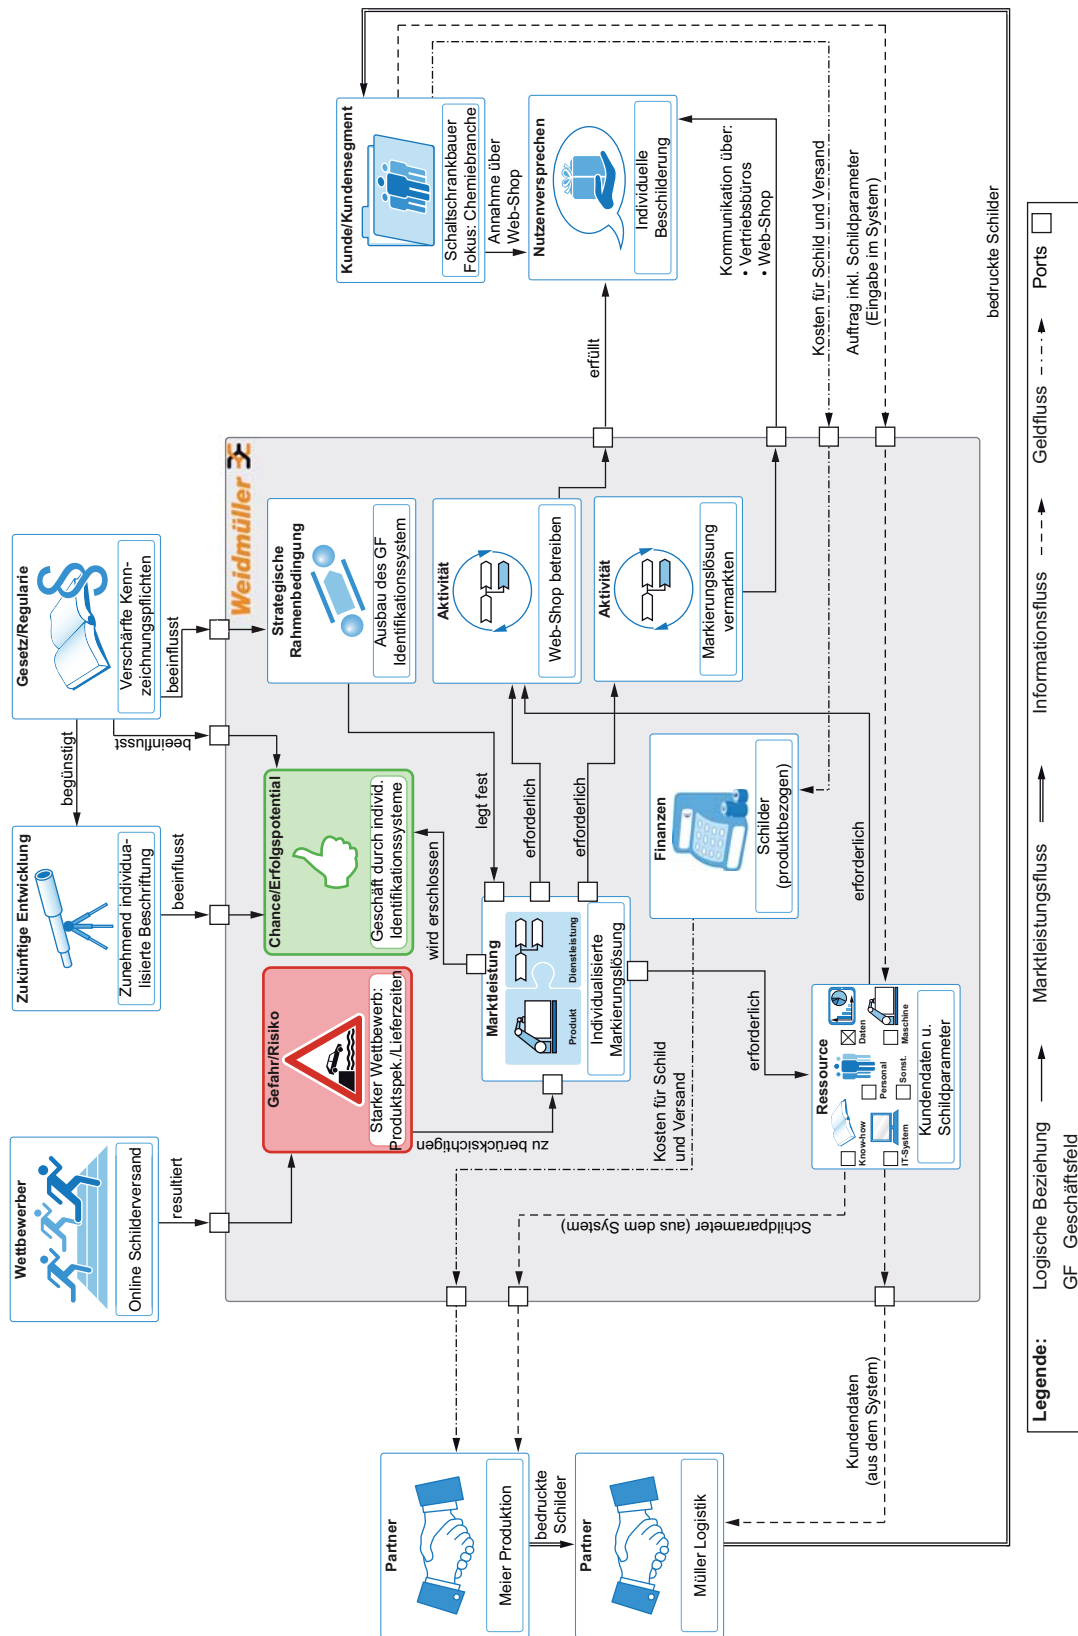 Wettbewerber
Online Schilderversand
resultiert
Zukünftige Entwicklung
Zunehmend individua-
lisierte Beschriftung
beeinflusst
begünstigt
Gesetz/Regularie
Verschärfte Kenn-
zeichnungspflichten
beeinflusst
beeinflusst
Weidmüller
Gefahr/Risiko
Starker Wettbewerb:
Produktspek./Lieferzeiten
zu berücksichtigen
Chance/Erfolgspotential
Geschäft durch individ.
Identifikationssysteme
wird erschlossen
Strategische
Rahmenbedingung
Ausbau des GF
Identifikationssystem
legt fest
Marktleistung
Produkt
Dienstleistung
Individualisierte
Markierungslösung
erforderlich
erforderlich
erforderlich
Aktivität
Web-Shop betreiben
Aktivität
Markierungslösung
vermarkten
Finanzen
Schilder
(produktbezogen)
Kosten für Schild
und Versand
Ressource
Know-how
Personal
Daten
IT-System
Sonst.
Maschine
Kundendaten u.
Schildparameter
erforderlich
Schildparameter (aus dem System)
Kundendaten
(aus dem System)
Partner
Meier Produktion
bedruckte
Schilder
Partner
Müller Logistik
Kunde/Kundensegment
Schaltschrankbauer
Fokus: Chemiebranche
Annahme über
Web-Shop
Nutzenversprechen
Individuelle
Beschilderung
erfüllt
Kommunikation über:
• Vertriebsbüros
• Web-Shop
Kosten für Schild und Versand
Auftrag inkl. Schildparameter
(Eingabe im System)
bedruckte Schilder
Legende:
Logische Beziehung
Marktleistungsfluss
Informationsfluss
Geldfluss
Ports
GF Geschäftsfeld